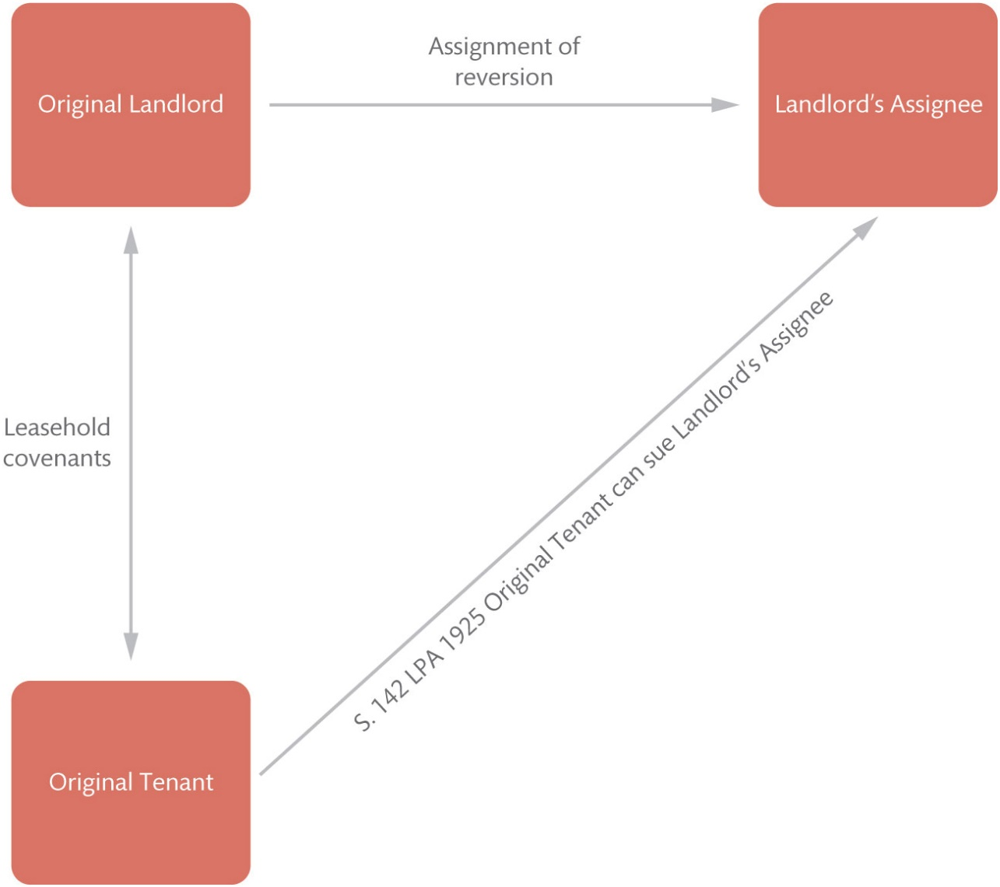 Original Landlord
Assignment of
reversion
Landlord’s Assignee
Leasehold
covenants
S. 142 LPA 1925 Original Tenant can sue Landlord’s Assignee
Original Tenant